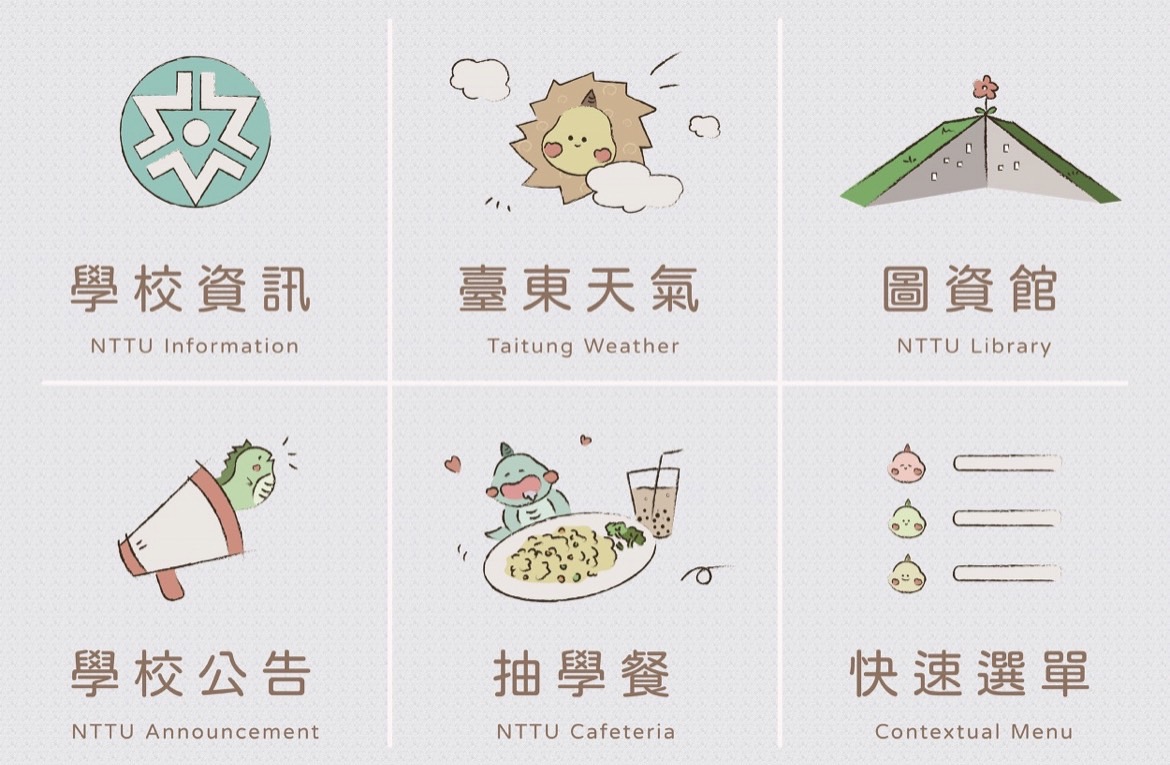 學校資訊
NTTU Information
臺東天氣
Taitung Weather
圖資館
NTTU Library
學校公告
NTTU Announcement
抽學餐
NTTU Cafeteria
快速選單
Contextual Menu